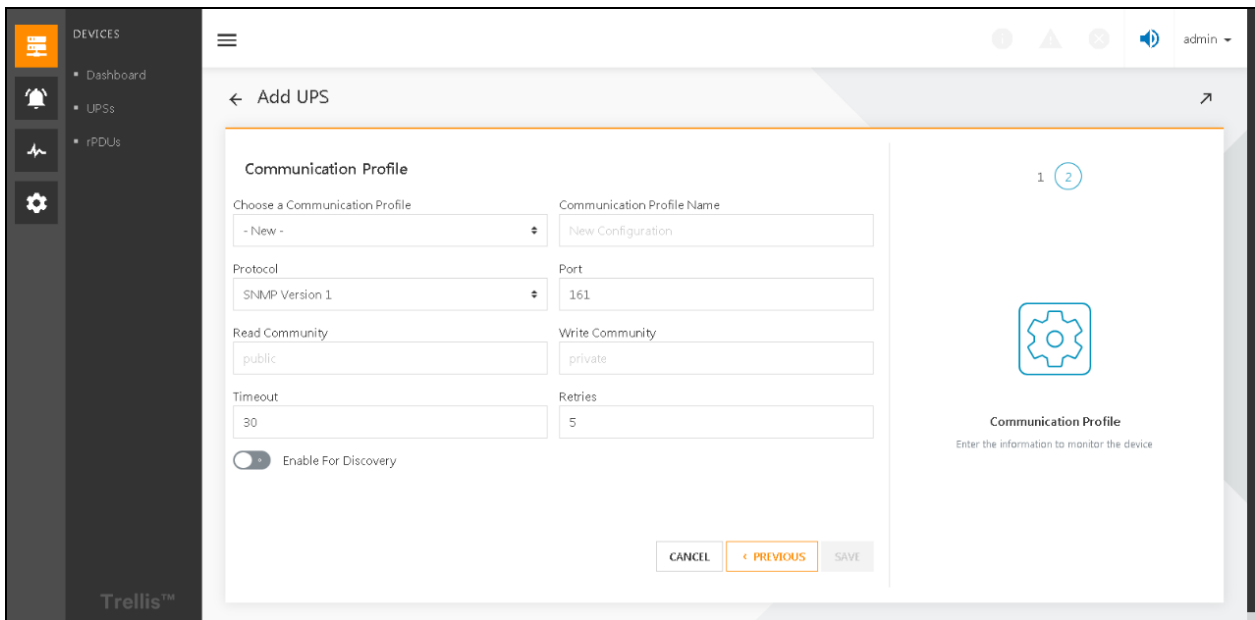 DEVICES
Dashboard
UPSs
rPDUs
Trellis™
admin
Add UPS
Communication Profile
Choose a Communication Profile
Communication Profile Name
- New -
New Configuration
Protocol
Port
SNMP Version 1
161
Read Community
Write Community
public
private
Timeout
Retries
30
5
Enable For Discovery
CANCEL
< PREVIOUS
SAVE
1 2
Communication Profile
Enter the information to monitor the device